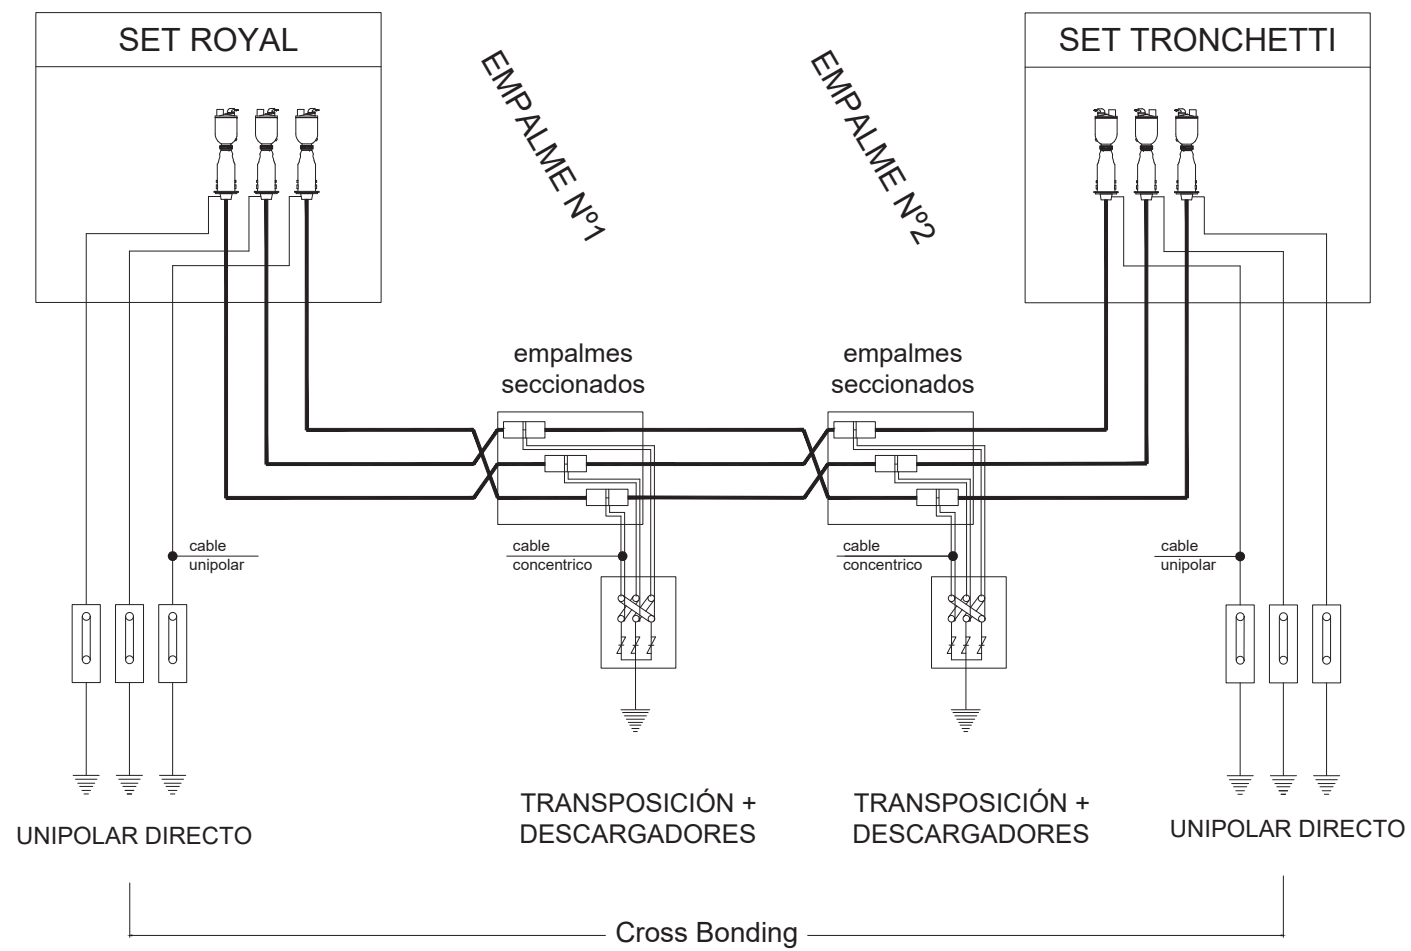 SET ROYAL
SET TRONCHETTI
EMPALME Nº1
EMPALME Nº2
empalmes
seccionados
empalmes
seccionados
cable
unipolar
cable
concentrico
cable
concentrico
cable
unipolar
UNIPOLAR DIRECTO
TRANSPOSICIÓN +
DESCARGADORES
TRANSPOSICIÓN +
DESCARGADORES
UNIPOLAR DIRECTO
Cross Bonding